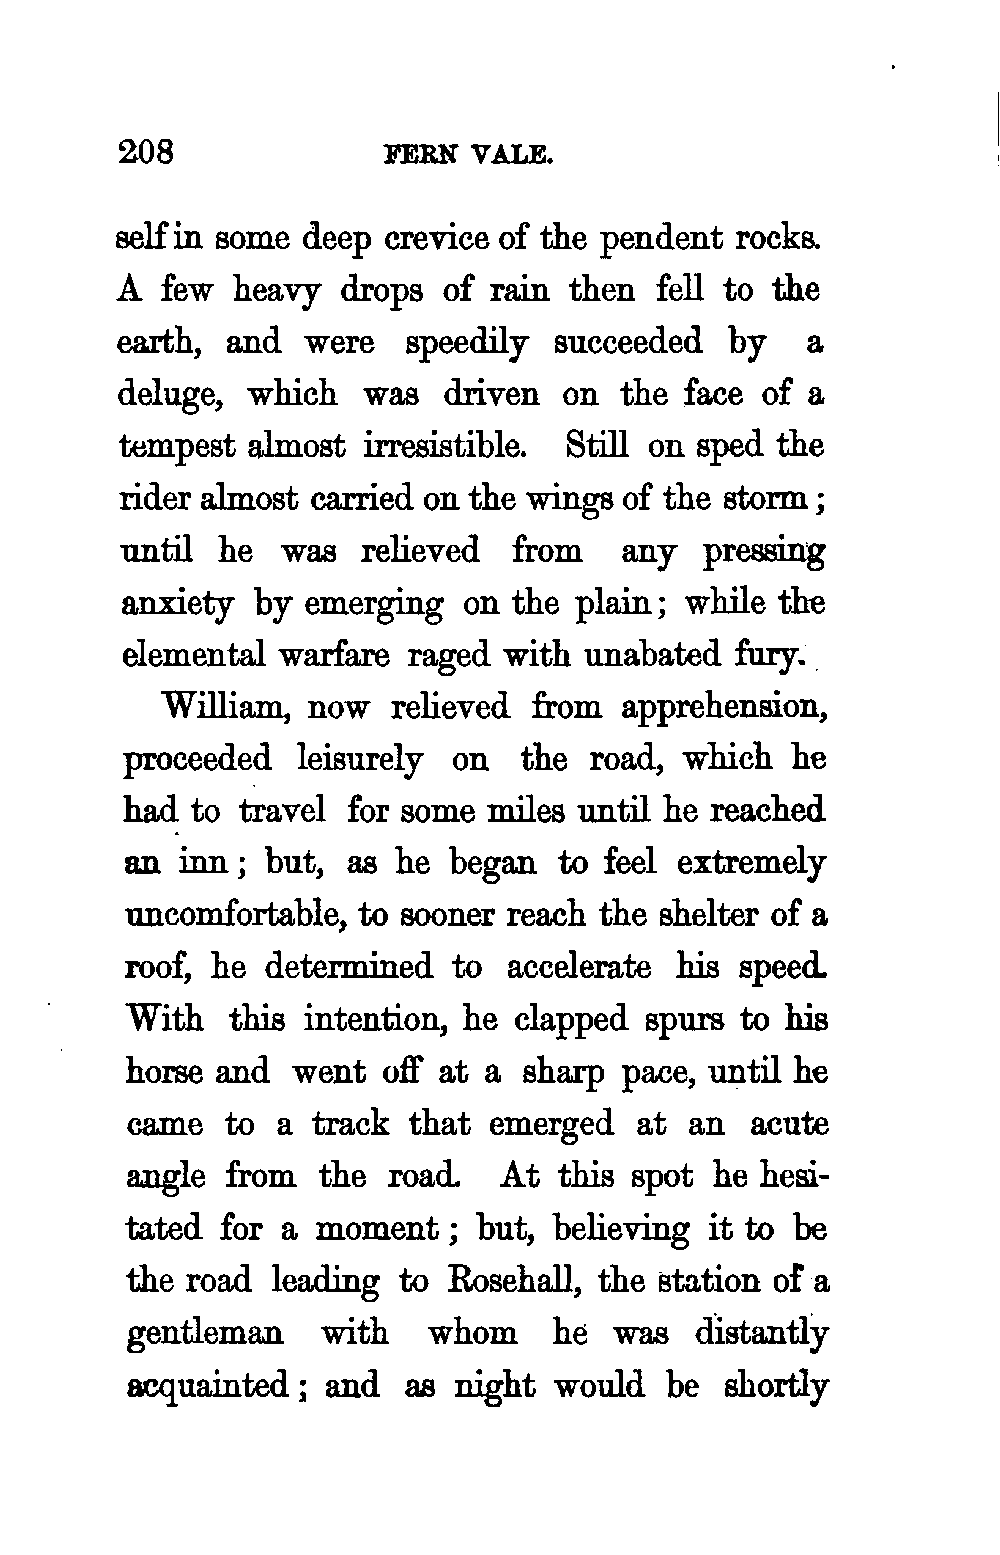 208 FERN VALE.
self in some deep crevice of the pendent rocks.
A few heavy drops of rain then fell to the
earth, and were speedily succeeded by a
deluge, which was driven on the face of a
tempest almost irresistible. Still on sped the
rider almost carried on the wings of the storm ;
until he was relieved from any pressing
anxiety by emerging on the plain ; while the
elemental warfare raged with unabated fury.
William, now relieved from apprehension,
proceeded leisurely on the road, which he
had to travel for some miles until he reached
an inn ; but, as he began to feel extremely
uncomfortable, to sooner reach the shelter of a
roof, he determined to accelerate his speed.
With this intention, he clapped spurs to his
horse and went off at a sharp pace, until he
came to a track that emerged at an acute
angle from the road. At this spot he hesi-
tated for a moment ; but, believing it to be
the road leading to Rosehall, the station of a
gentleman with whom he was distantly
acquainted ; and as night would be shortly